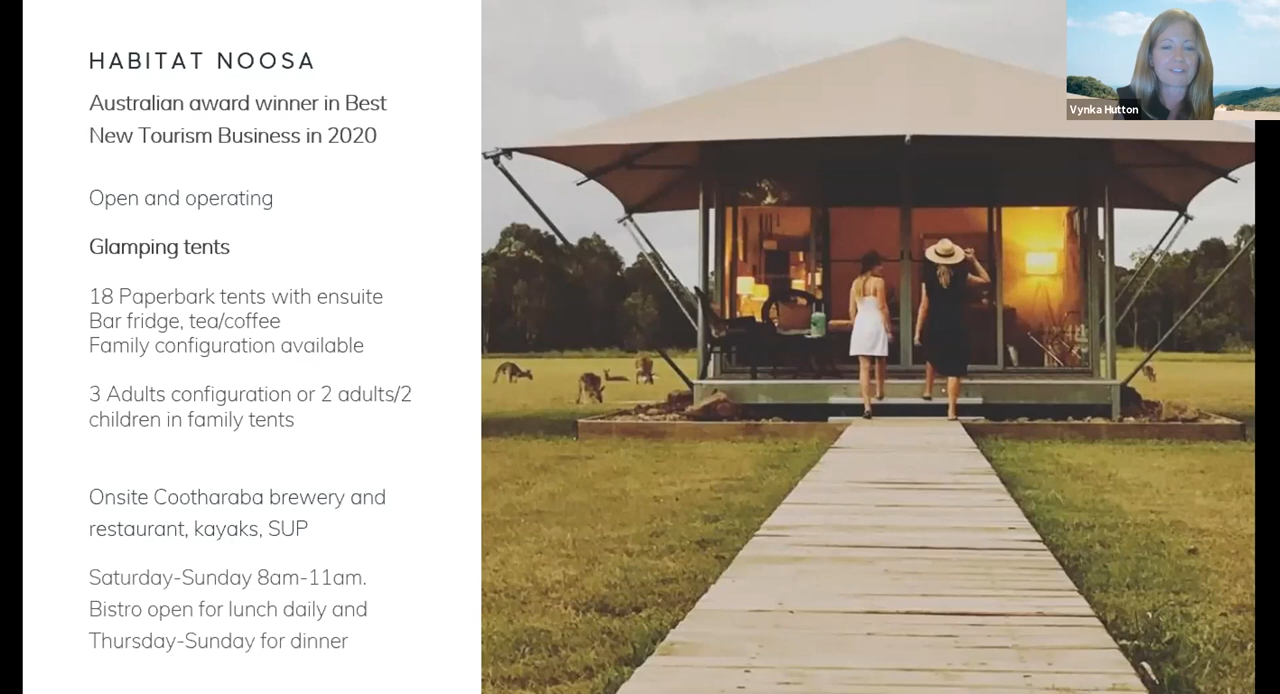 HABITAT NOOSA
Australian award winner in Best
New Tourism Business in 2020
Open and operating
Glamping tents
18 Paperbark tents with ensuite
Bar fridge, tea/coffee
Family configuration available
3 Adults configuration or 2 adults/2
children in family tents
Onsite Cootharaba brewery and
restaurant, kayaks, SUP
Saturday-Sunday 8am-11am.
Bistro open for lunch daily and
Thursday-Sunday for dinner
Vynka Hutton